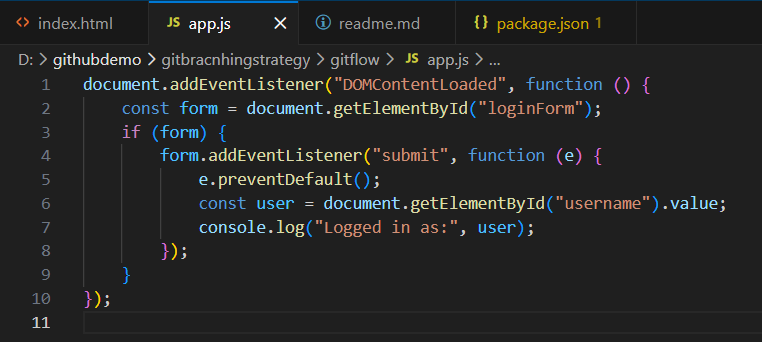 index.html JS app.js readme.md {} package.json 1
D: > githubdemo > gitbracnhingstrategy > gitflow > JS app.js > ...
1 document.addEventListener("DOMContentLoaded", function () {
2     const form = document.getElementById("loginForm");
3     if (form) {
4         form.addEventListener("submit", function (e) {
5             e.preventDefault();
6             const user = document.getElementById("username").value;
7             console.log("Logged in as:", user);
8         });
9     }
10 });
11